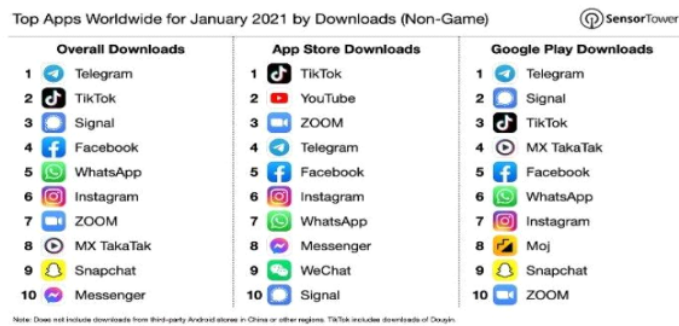 Top Apps Worldwide for January 2021 by Downloads (Non-Game)
SensorTower
Overall Downloads
1 Telegram
2 TikTok
3 Signal
4 Facebook
5 WhatsApp
6 Instagram
7 ZOOM
8 MX TakaTak
9 Snapchat
10 Messenger
App Store Downloads
1 TikTok
2 YouTube
3 ZOOM
4 Telegram
5 Facebook
6 Instagram
7 WhatsApp
8 Messenger
9 WeChat
10 Signal
Google Play Downloads
1 Telegram
2 Signal
3 TikTok
4 MX TakaTak
5 Facebook
6 WhatsApp
7 Instagram
8 Moj
9 Snapchat
10 ZOOM
Note: Does not include downloads from third-party Android stores in China or other regions. TikTok includes downloads of Douyin.